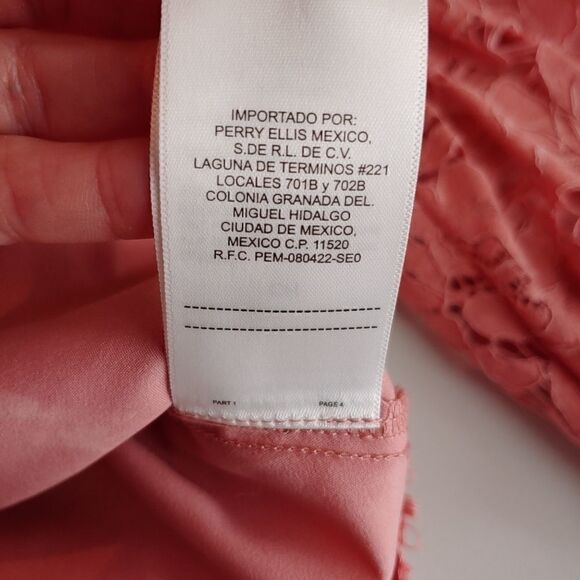 IMPORTADO POR:
PERRY ELLIS MEXICO,
S.DE R.L. DE C.V.
LAGUNA DE TERMINOS #221
LOCALES 701B y 702B
COLONIA GRANADA DEL.
MIGUEL HIDALGO
CIUDAD DE MEXICO,
MEXICO C.P. 11520
R.F.C. PEM-080422-SE0
PART 1 PAGE 4